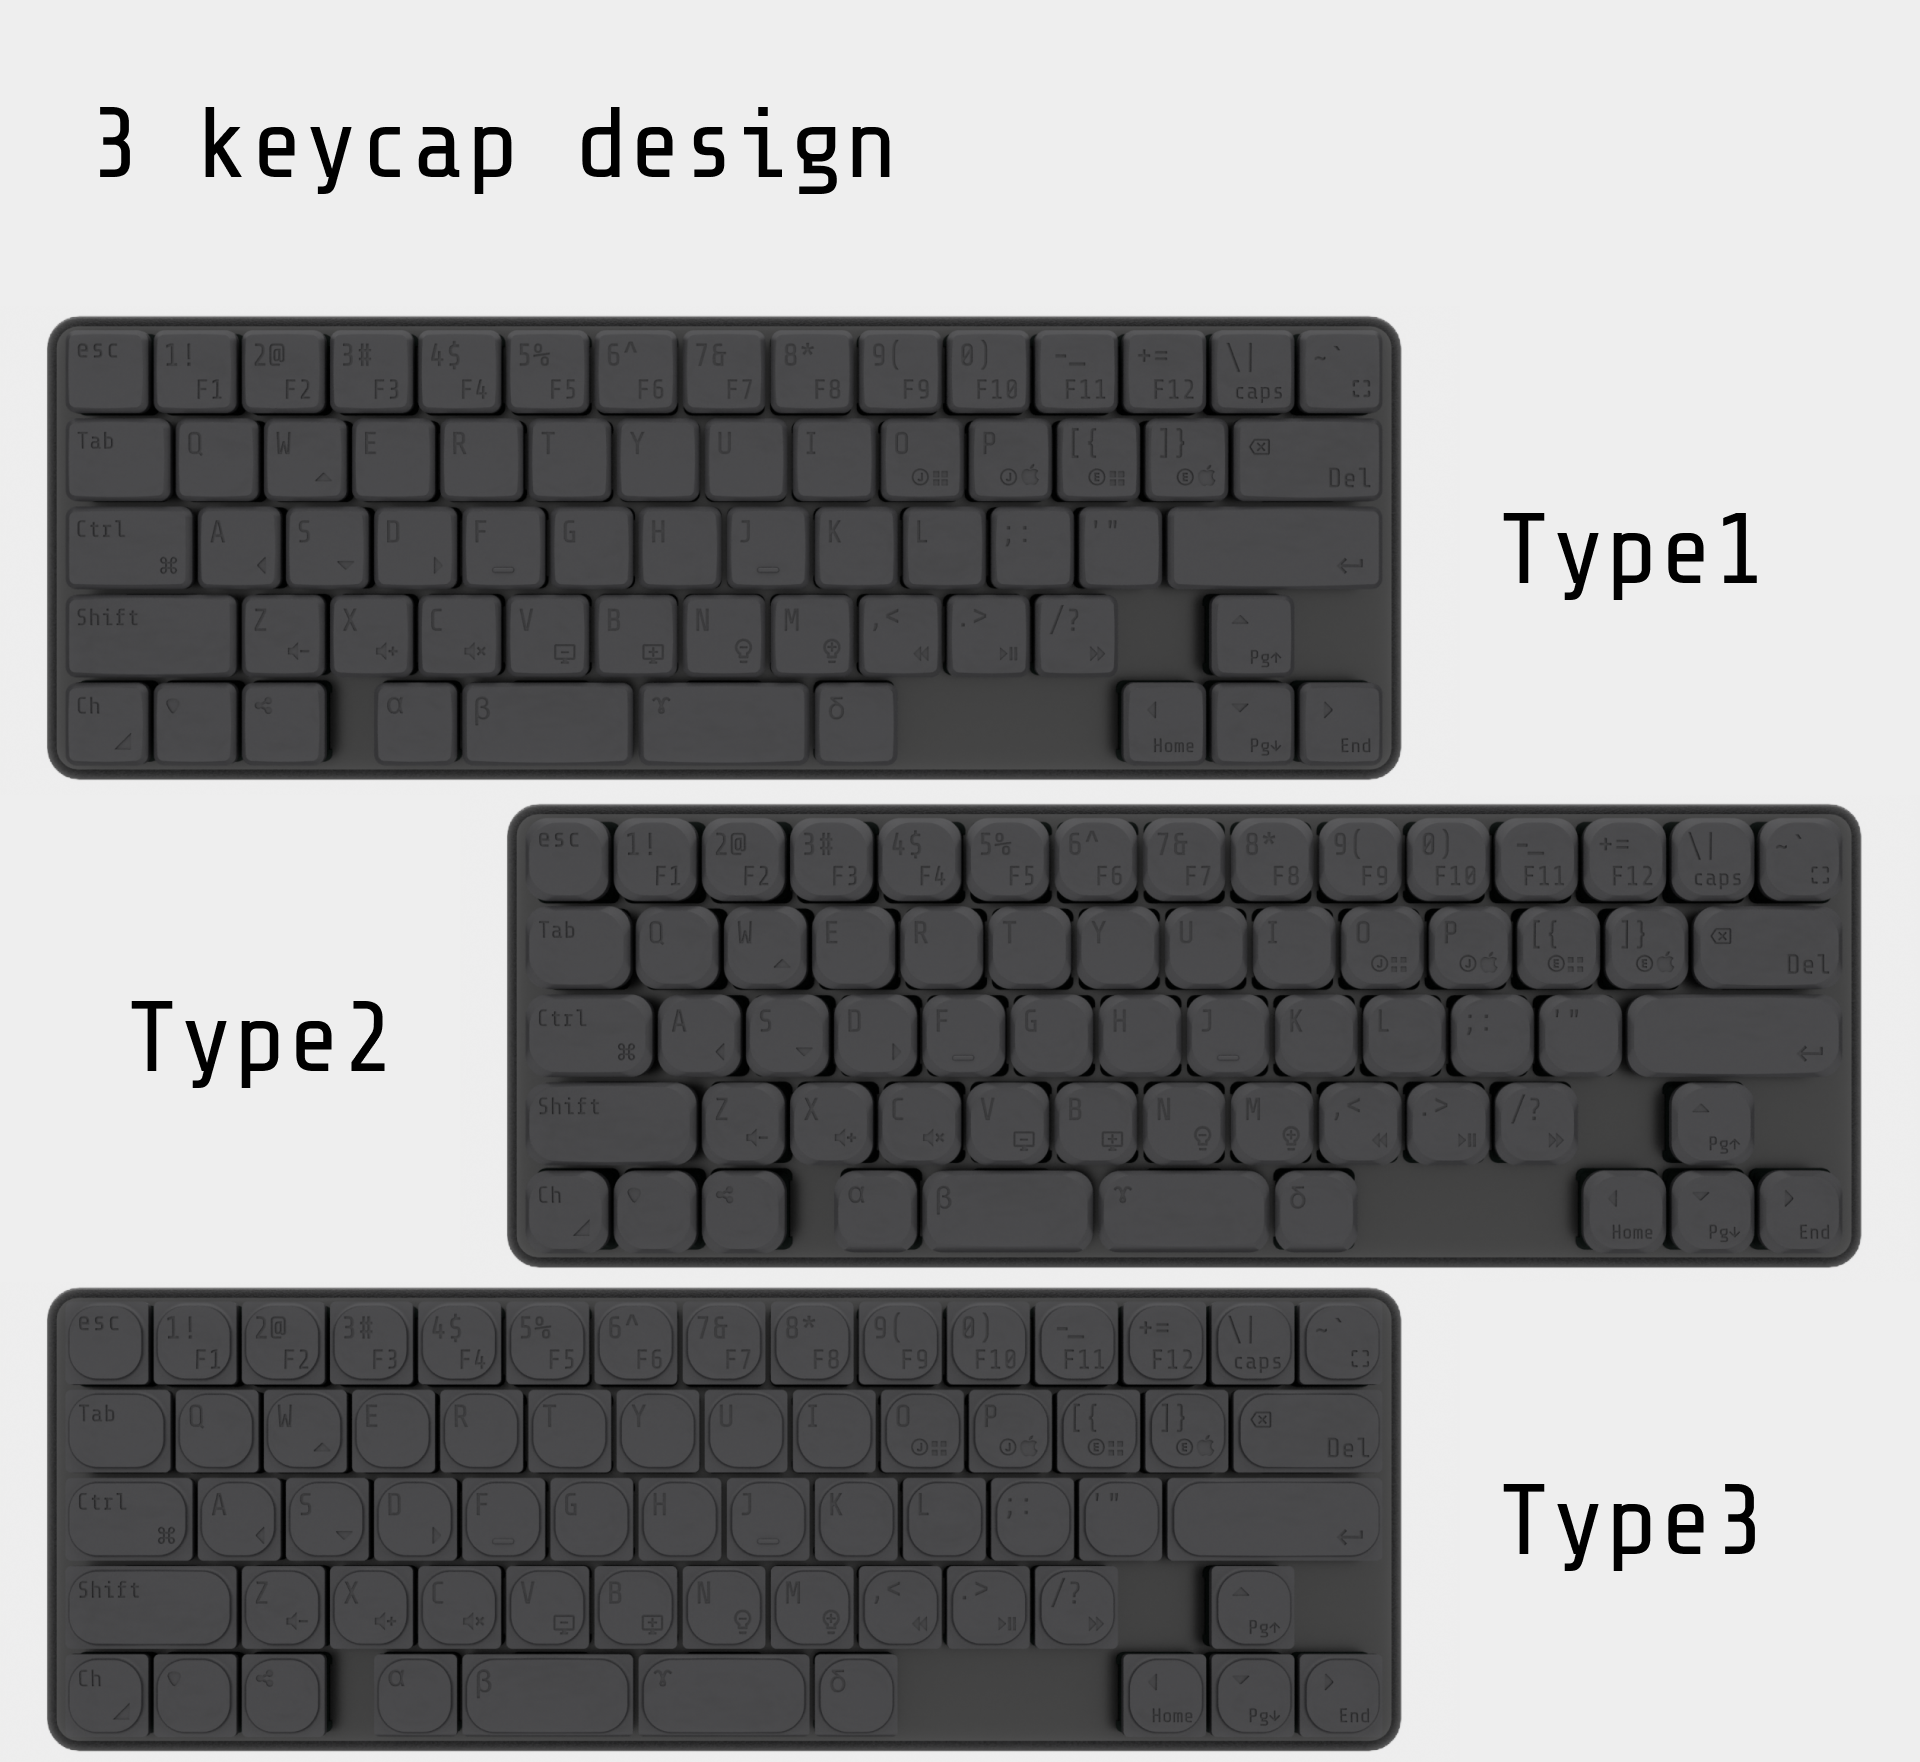 3 keycap design
esc 1! F1 2@ F2 3# F3 4$ F4 5% F5 6^ F6 7& F7 8* F8 9( F9 0) F10 -_ F11 += F12 \| caps ~`
Tab Q W E R T Y U I O J P J [{ E ]} E Del
Ctrl ⌘ A S D F G H J K L ;: '"
Shift Z X C V B N M ,< .> /? Pg↑
Ch α β ϒ δ Home Pg↓ End
Type1
esc 1! F1 2@ F2 3# F3 4$ F4 5% F5 6^ F6 7& F7 8* F8 9( F9 0) F10 -_ F11 += F12 \| caps ~`
Tab Q W E R T Y U I O J P J [{ E ]} E Del
Ctrl ⌘ A S D F G H J K L ;: '"
Shift Z X C V B N M ,< .> /? Pg↑
Ch α β ϒ δ Home Pg↓ End
Type2
esc 1! F1 2@ F2 3# F3 4$ F4 5% F5 6^ F6 7& F7 8* F8 9( F9 0) F10 -_ F11 += F12 \| caps ~`
Tab Q W E R T Y U I O J P J [{ E ]} E Del
Ctrl ⌘ A S D F G H J K L ;: '"
Shift Z X C V B N M ,< .> /? Pg↑
Ch α β ϒ δ Home Pg↓ End
Type3